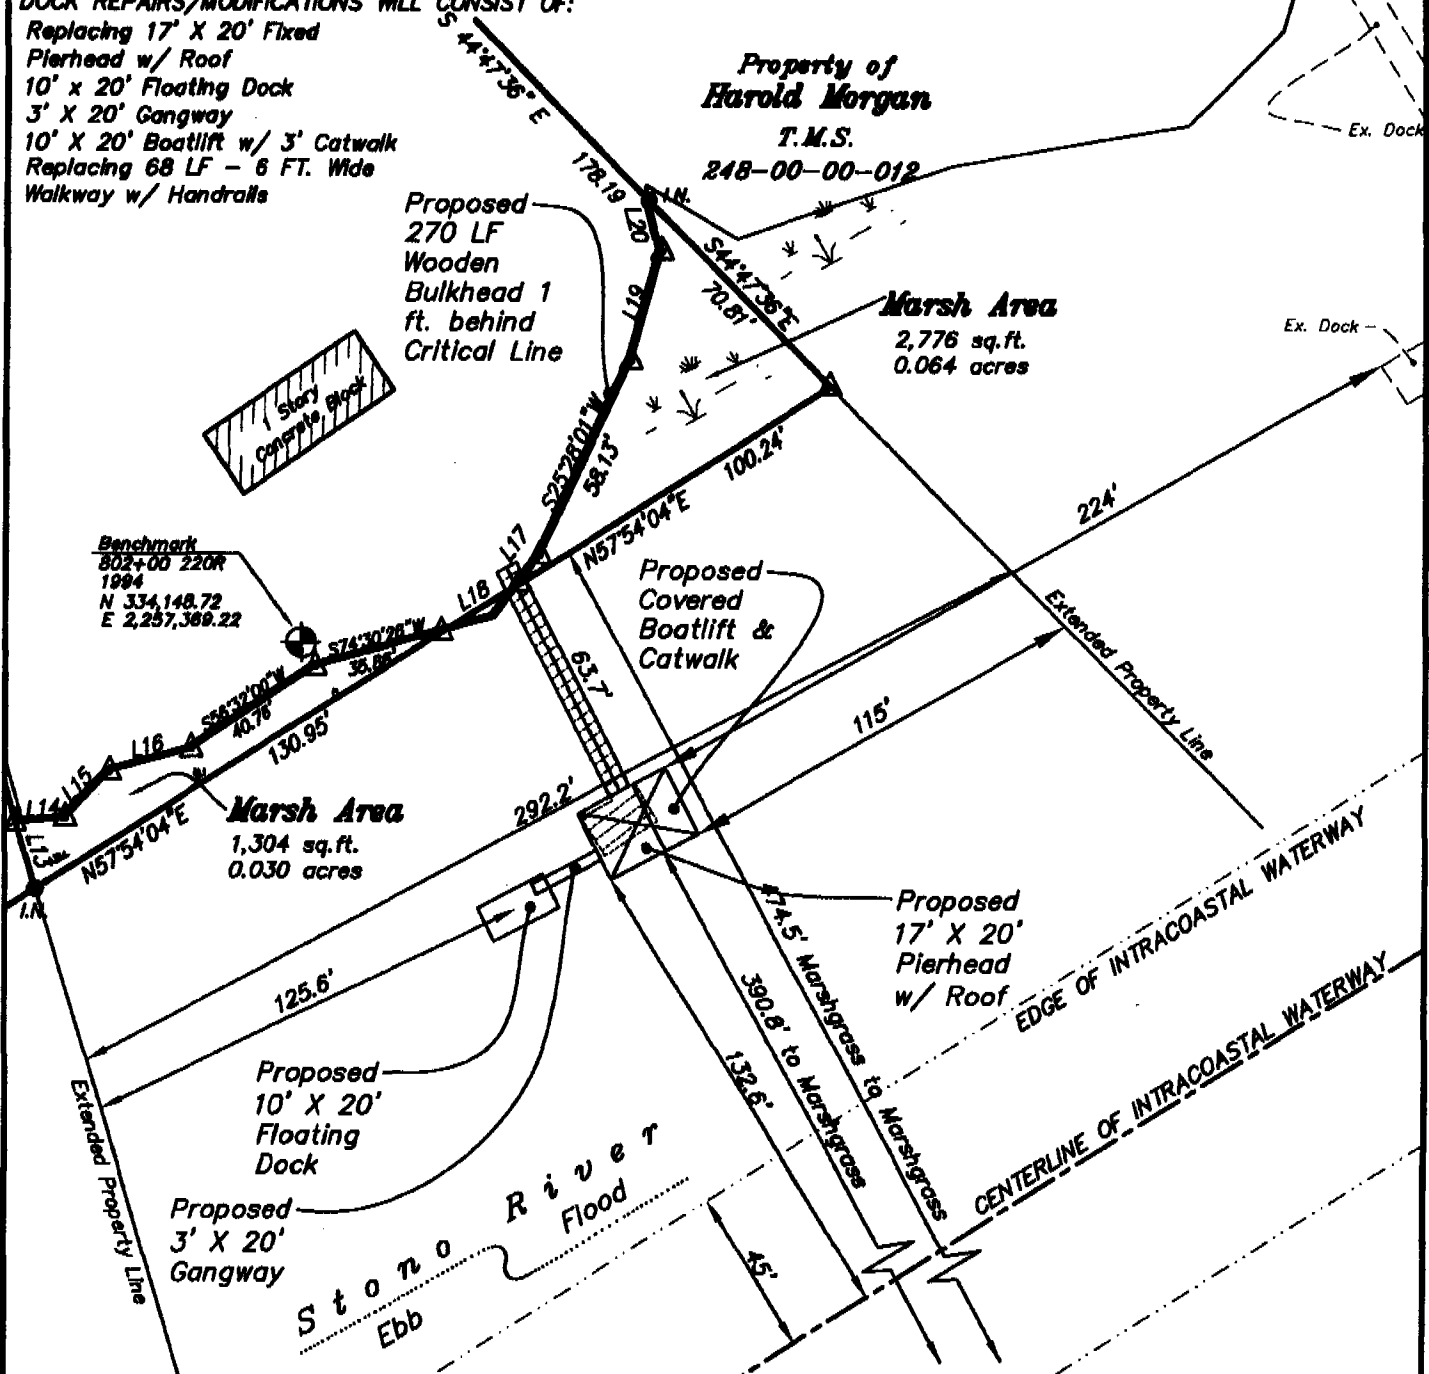 DOCK REPAIRS/MODIFICATIONS WILL CONSIST OF:
Replacing 17' X 20' Fixed
Pierhead w/ Roof
10' x 20' Floating Dock
3' X 20' Gangway
10' X 20' Boatlift w/ 3' Catwalk
Replacing 68 LF - 6 FT. Wide
Walkway w/ Handrails
S 44°47'36" E
178.19
Property of
Harold Morgan
T.M.S.
248-00-00-012
Ex. Dock
I.N.
L20
Proposed
270 LF
Wooden
Bulkhead 1
ft. behind
Critical Line
L19
S44°47'36"E
70.81'
Marsh Area
2,776 sq.ft.
0.064 acres
Ex. Dock
1 Story
Concrete Block
S25°28'01"W
58.13'
100.24'
N57°54'04"E
224'
Benchmark
802+00 220R
1994
N 334,148.72
E 2,257,369.22
L17
L18
Proposed
Covered
Boatlift &
Catwalk
Extended Property Line
S74°30'26"W
S56°32'00"W
40.76'
130.95'
63.7'
115'
L16
L15
L14
L13
N57°54'04"E
I.N.
Marsh Area
1,304 sq.ft.
0.030 acres
292.2'
125.6'
Proposed
17' X 20'
Pierhead
w/ Roof
474.5' Marshgrass to Marshgrass
390.8' to Marshgrass
132.6'
EDGE OF INTRACOASTAL WATERWAY
CENTERLINE OF INTRACOASTAL WATERWAY
Proposed
10' X 20'
Floating
Dock
Extended Property Line
Proposed
3' X 20'
Gangway
Stono River
Flood
Ebb
45'